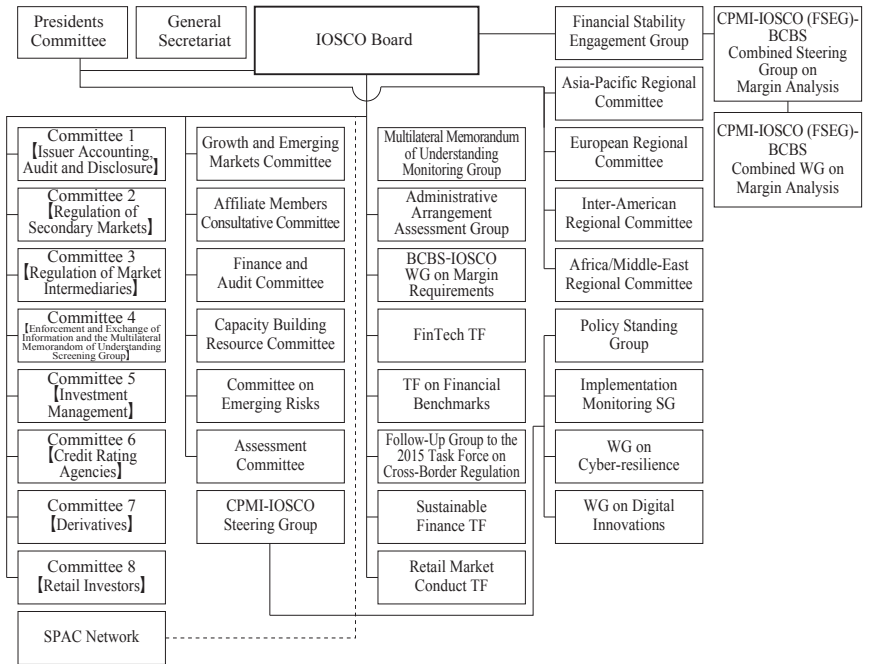 Presidents
Committee
General
Secretariat
IOSCO Board
Financial Stability
Engagement Group
CPMI-IOSCO (FSEG)-
BCBS
Combined Steering
Group on
Margin Analysis
CPMI-IOSCO (FSEG)-
BCBS
Combined WG on
Margin Analysis
Asia-Pacific Regional
Committee
European Regional
Committee
Inter-American
Regional Committee
Africa/Middle-East
Regional Committee
Committee 1
【Issuer Accounting,
Audit and Disclosure】
Committee 2
【Regulation of
Secondary Markets】
Committee 3
【Regulation of Market
Intermediaries】
Committee 4
【Enforcement and Exchange of
Information and the Multilateral
Memorandum of Understanding
Screening Group】
Committee 5
【Investment
Management】
Committee 6
【Credit Rating
Agencies】
Committee 7
【Derivatives】
Committee 8
【Retail Investors】
SPAC Network
Growth and Emerging
Markets Committee
Affiliate Members
Consultative Committee
Finance and
Audit Committee
Capacity Building
Resource Committee
Committee on
Emerging Risks
Assessment
Committee
CPMI-IOSCO
Steering Group
Multilateral Memorandum
of Understanding
Monitoring Group
Administrative
Arrangement
Assessment Group
BCBS-IOSCO
WG on Margin
Requirements
FinTech TF
TF on Financial
Benchmarks
Follow-Up Group to the
2015 Task Force on
Cross-Border Regulation
Sustainable
Finance TF
Retail Market
Conduct TF
Policy Standing
Group
Implementation
Monitoring SG
WG on
Cyber-resilience
WG on Digital
Innovations